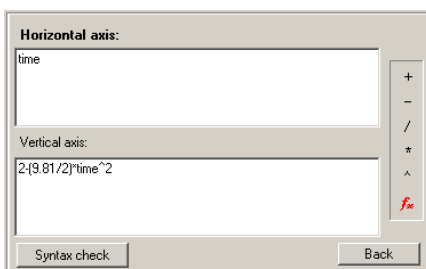 Horizontal axis:
time
+
-
/
*
^
Vertical axis:
2-(9.81/2)*time^2
fx
Syntax check
Back